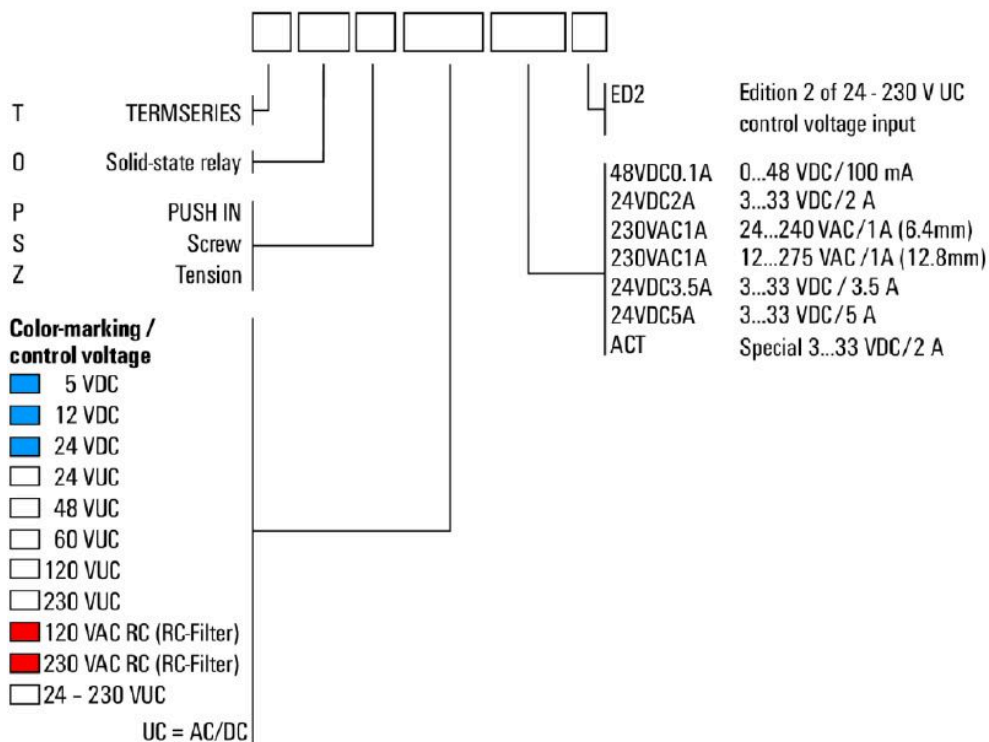 T TERMSERIES
O Solid-state relay
P PUSH IN
S Screw
Z Tension
Color-marking /
control voltage
5 VDC
12 VDC
24 VDC
24 VUC
48 VUC
60 VUC
120 VUC
230 VUC
120 VAC RC (RC-Filter)
230 VAC RC (RC-Filter)
24 – 230 VUC
UC = AC/DC
ED2 Edition 2 of 24 - 230 V UC
control voltage input
48VDC0.1A 0...48 VDC/100 mA
24VDC2A 3...33 VDC/2 A
230VAC1A 24...240 VAC/1A (6.4mm)
230VAC1A 12...275 VAC /1A (12.8mm)
24VDC3.5A 3...33 VDC / 3.5 A
24VDC5A 3...33 VDC/5 A
ACT Special 3...33 VDC/2 A